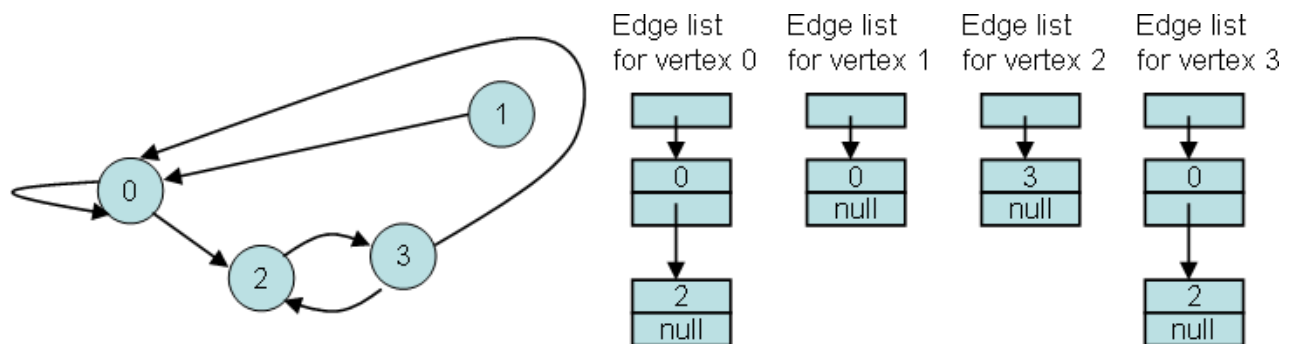 Edge list
for vertex 0
Edge list
for vertex 1
Edge list
for vertex 2
Edge list
for vertex 3
1
0
3
2
0
2
null
0
null
3
null
0
2
null